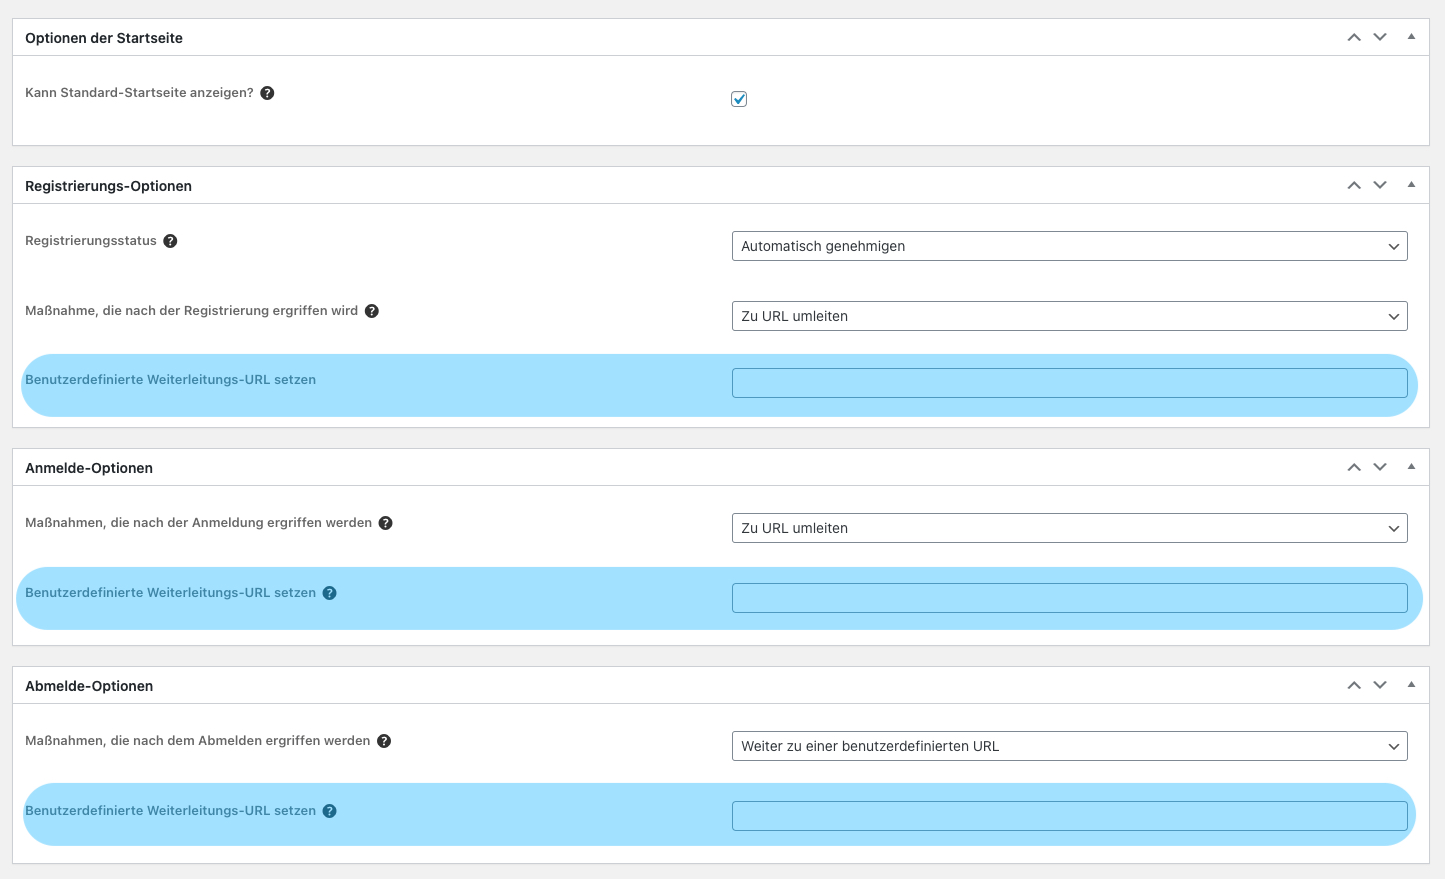 Optionen der Startseite
Kann Standard-Startseite anzeigen? ?
Registrierungs-Optionen
Registrierungsstatus ? Automatisch genehmigen
Maßnahme, die nach der Registrierung ergriffen wird ? Zu URL umleiten
Benutzerdefinierte Weiterleitungs-URL setzen
Anmelde-Optionen
Maßnahmen, die nach der Anmeldung ergriffen werden ? Zu URL umleiten
Benutzerdefinierte Weiterleitungs-URL setzen ?
Abmelde-Optionen
Maßnahmen, die nach dem Abmelden ergriffen werden ? Weiter zu einer benutzerdefinierten URL
Benutzerdefinierte Weiterleitungs-URL setzen ?